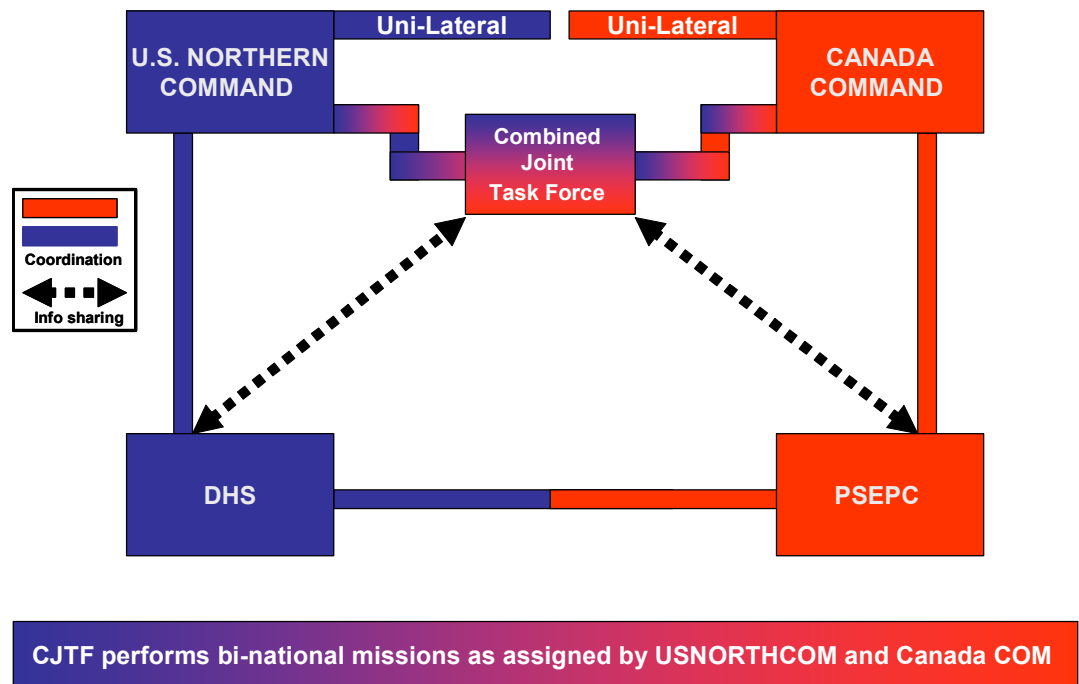 Uni-Lateral
Uni-Lateral
U.S. NORTHERN
COMMAND
CANADA
COMMAND
Combined
Joint
Task Force
Coordination
Info sharing
DHS
PSEPC
CJTF performs bi-national missions as assigned by USNORTHCOM and Canada COM